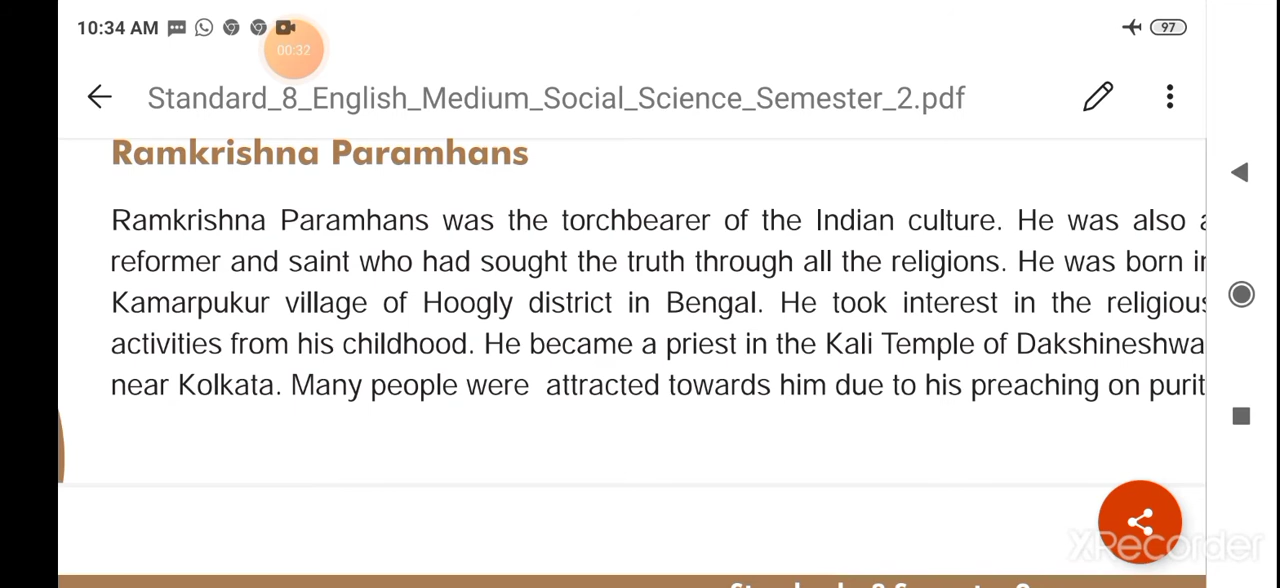 10:34 AM
97
00:32
Standard_8_English_Medium_Social_Science_Semester_2.pdf
Ramkrishna Paramhans
Ramkrishna Paramhans was the torchbearer of the Indian culture. He was also a
reformer and saint who had sought the truth through all the religions. He was born in
Kamarpukur village of Hoogly district in Bengal. He took interest in the religious
activities from his childhood. He became a priest in the Kali Temple of Dakshineshwa
near Kolkata. Many people were attracted towards him due to his preaching on purit
XRecorder